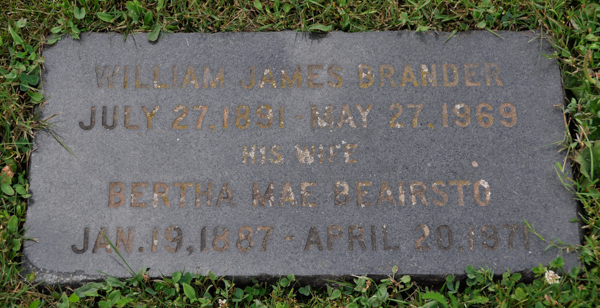 WILLIAM JAMES BRANDER
JULY 27, 1891 - MAY 27, 1969
HIS WIFE
BERTHA MAE BEAIRSTO
JAN. 19, 1887 - APRIL 20, 1971